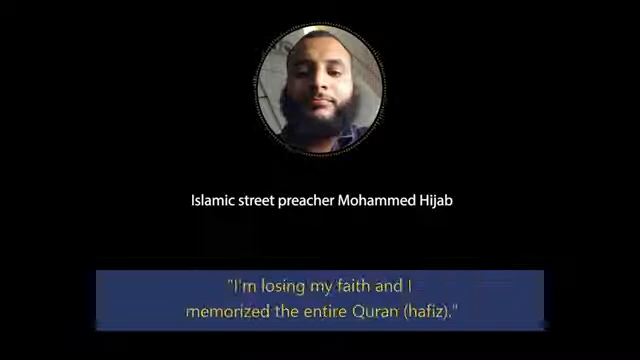 Islamic street preacher Mohammed Hijab
"I'm losing my faith and I
memorized the entire Quran (hafiz)."